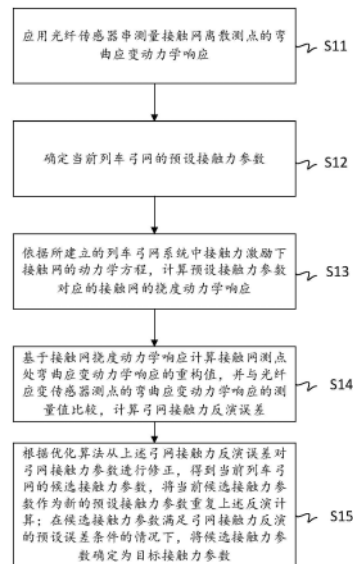 应用光纤传感器串测量接触网离散测点的弯
曲应变动力学响应
S11
确定当前列车弓网的预设接触力参数
S12
依据所建立的列车弓网系统中接触力激励下
接触网的动力学方程，计算预设接触力参数
对应的接触网的挠度动力学响应
S13
基于接触网挠度动力学响应计算接触网测点
处弯曲应变动力学响应的重构值，并与光纤
应变传感器测点的弯曲应变动力学响应的测
量值比较，计算弓网接触力反演误差
S14
根据优化算法从上述弓网接触力反演误差对
弓网接触力参数进行修正，得到当前列车弓
网的候选接触力参数，将当前候选接触力参
数作为新的预设接触力参数重复上述反演计
算；在候选接触力参数满足弓网接触力反演
的预设误差条件的情况下，将候选接触力参
数确定为目标接触力参数
S15